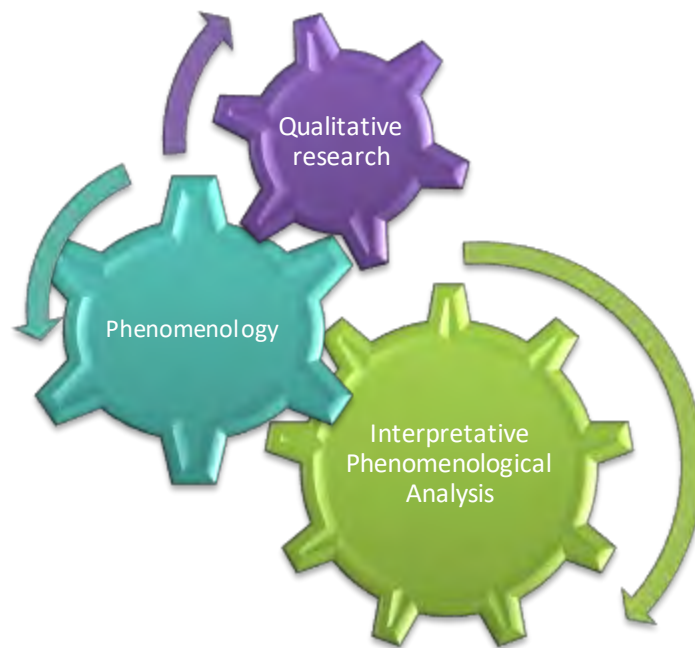 Qualitative
research
Phenomenology
Interpretative
Phenomenological
Analysis